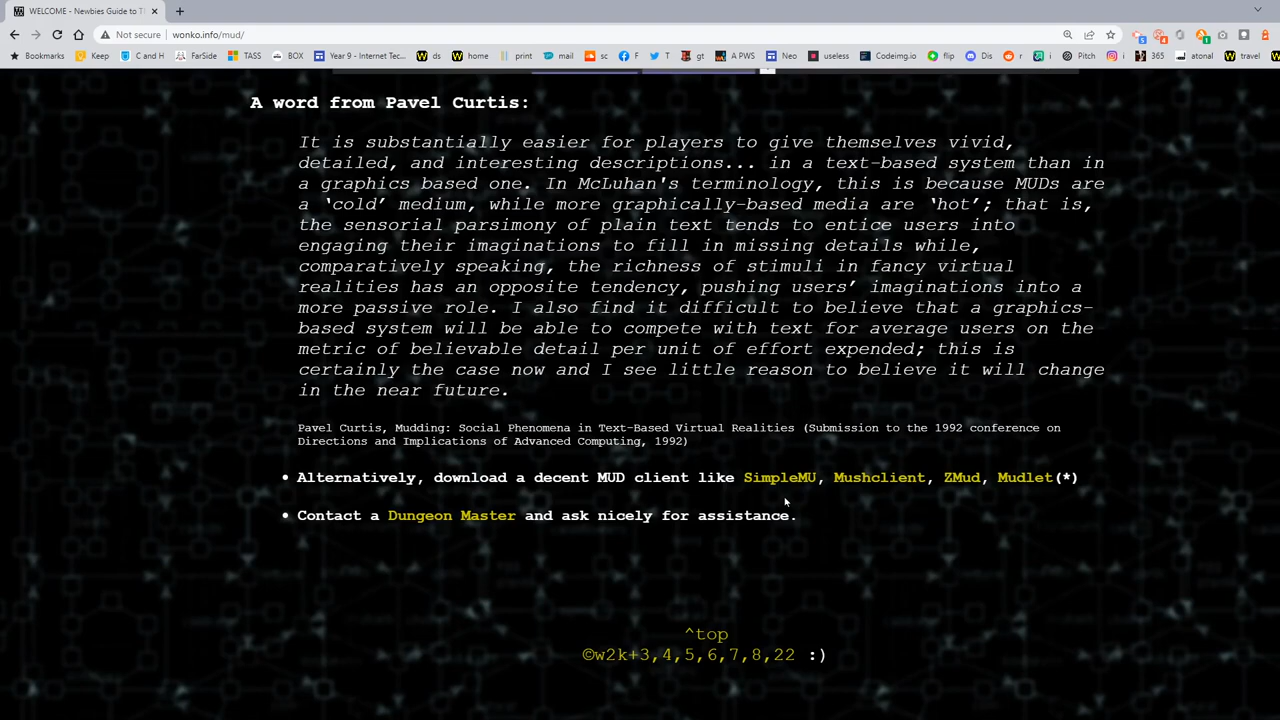 WELCOME - Newbies Guide to T
Not secure | wonko.info/mud/
Bookmarks Keep C and H FarSide TASS BOX Year 9 - Internet Tec... ds home print mail sc F T gt A PWS Neo useless Codeimg.io flip Dis r i Pitch i 365 atonal travel
A word from Pavel Curtis:
It is substantially easier for players to give themselves vivid,
detailed, and interesting descriptions... in a text-based system than in
a graphics based one. In McLuhan's terminology, this is because MUDs are
a ‘cold’ medium, while more graphically-based media are ‘hot’; that is,
the sensorial parsimony of plain text tends to entice users into
engaging their imaginations to fill in missing details while,
comparatively speaking, the richness of stimuli in fancy virtual
realities has an opposite tendency, pushing users’ imaginations into a
more passive role. I also find it difficult to believe that a graphics-
based system will be able to compete with text for average users on the
metric of believable detail per unit of effort expended; this is
certainly the case now and I see little reason to believe it will change
in the near future.
Pavel Curtis, Mudding: Social Phenomena in Text-Based Virtual Realities (Submission to the 1992 conference on
Directions and Implications of Advanced Computing, 1992)
• Alternatively, download a decent MUD client like SimpleMU, Mushclient, ZMud, Mudlet(*)
• Contact a Dungeon Master and ask nicely for assistance.
^top
©w2k+3,4,5,6,7,8,22 :)